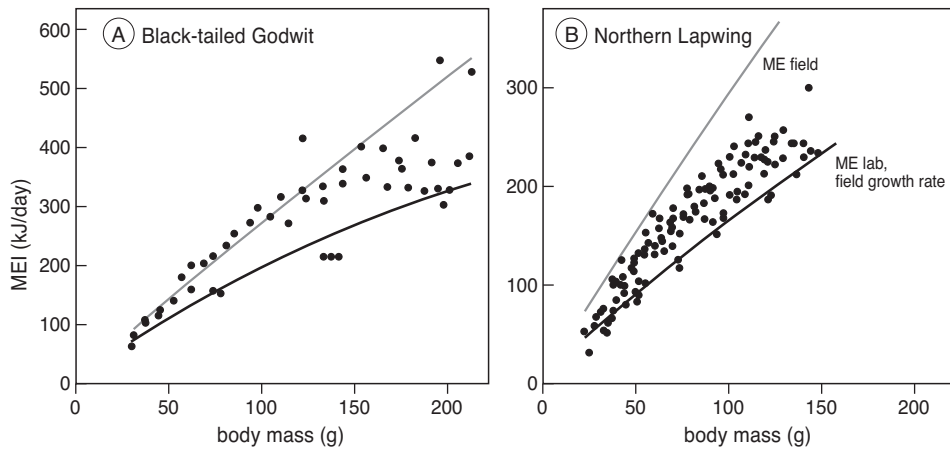 A Black-tailed Godwit
B Northern Lapwing
MEI (kJ/day)
600
500
400
300
200
100
0
0 50 100 150 200
body mass (g)
300
200
100
0
0 50 100 150 200
body mass (g)
ME field
ME lab,
field growth rate